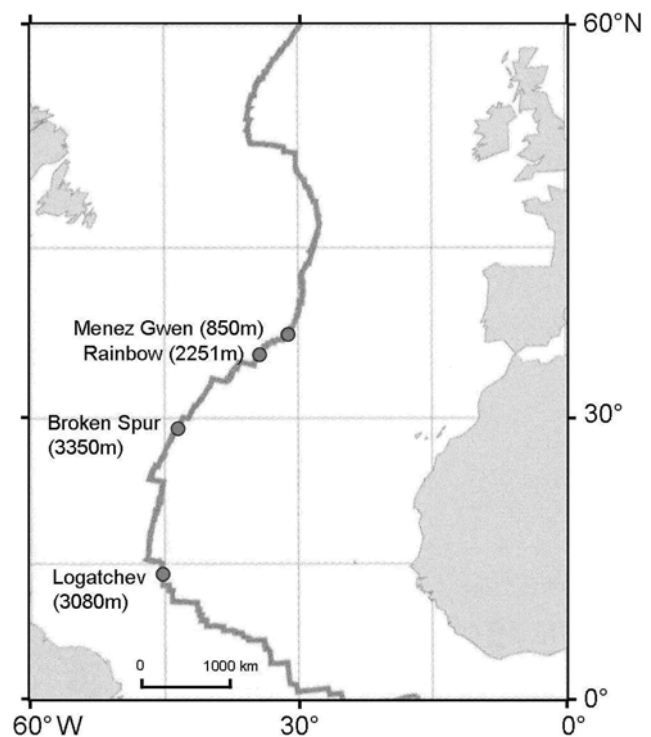 60°N
Menez Gwen (850m)
Rainbow (2251m)
Broken Spur
(3350m)
30°
Logatchev
(3080m)
0 1000 km
0°
60°W 30° 0°